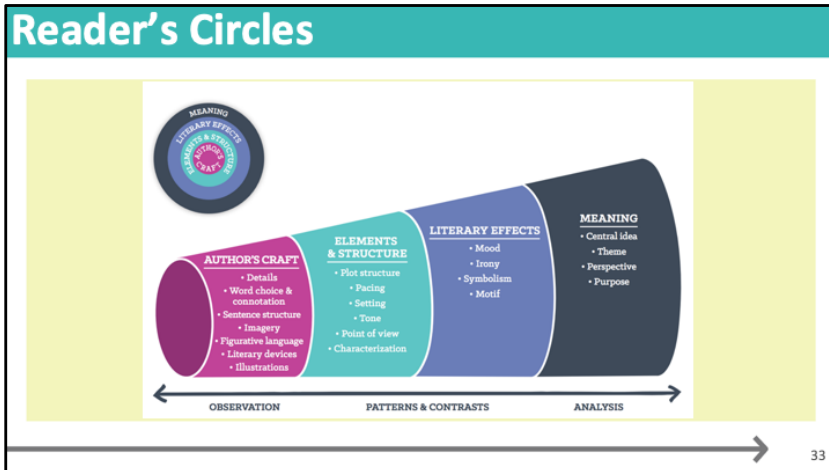 Reader's Circles
MEANING
LITERARY EFFECTS
ELEMENTS & STRUCTURE
AUTHOR'S CRAFT
AUTHOR'S CRAFT
• Details
• Word choice &
connotation
• Sentence structure
• Imagery
• Figurative language
• Literary devices
• Illustrations
ELEMENTS
& STRUCTURE
• Plot structure
• Pacing
• Setting
• Tone
• Point of view
• Characterization
LITERARY EFFECTS
• Mood
• Irony
• Symbolism
• Motif
MEANING
• Central idea
• Theme
• Perspective
• Purpose
OBSERVATION
PATTERNS & CONTRASTS
ANALYSIS
33